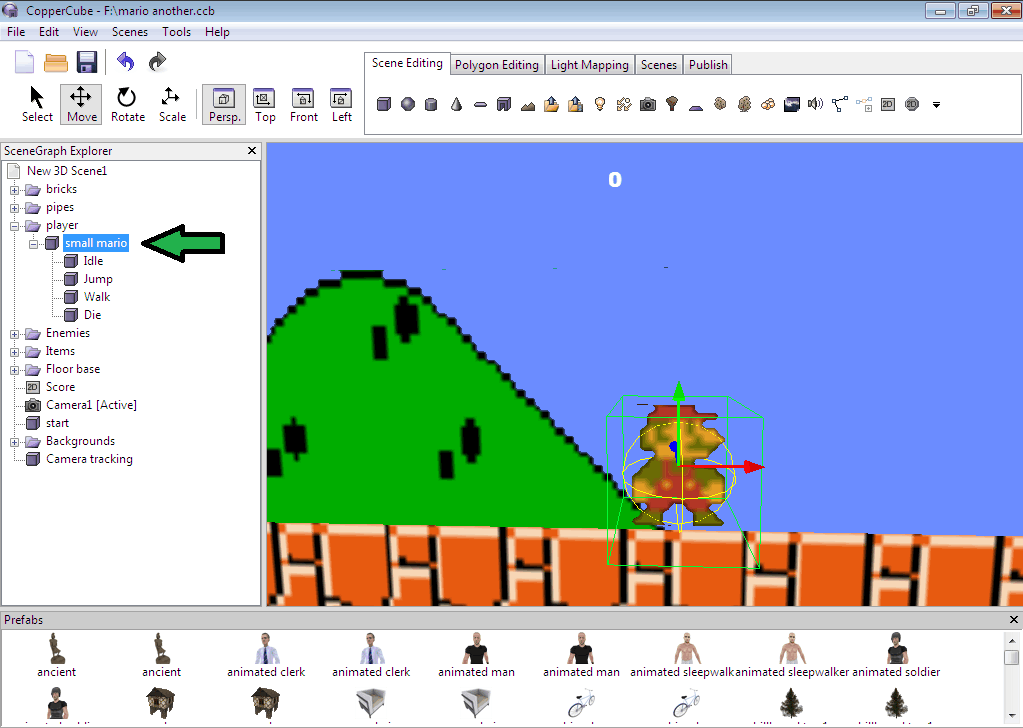 CopperCube - F:\mario another.ccb
File Edit View Scenes Tools Help
Scene Editing Polygon Editing Light Mapping Scenes Publish
Select Move Rotate Scale Persp. Top Front Left
2D 2D
SceneGraph Explorer
New 3D Scene1
bricks
pipes
player
small mario
Idle
Jump
Walk
Die
Enemies
Items
Floor base
2D Score
Camera1 [Active]
start
Backgrounds
Camera tracking
0
Prefabs
ancient ancient animated clerk animated clerk animated man animated man animated sleepwalk animated sleepwalker animated soldier